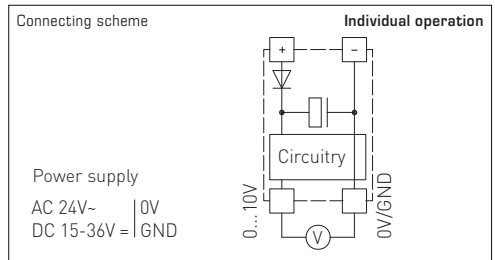 Connecting scheme
Individual operation
+ −
Circuitry
Power supply
AC 24V~ | 0V
DC 15-36V = | GND
0...10V
0V/GND
V